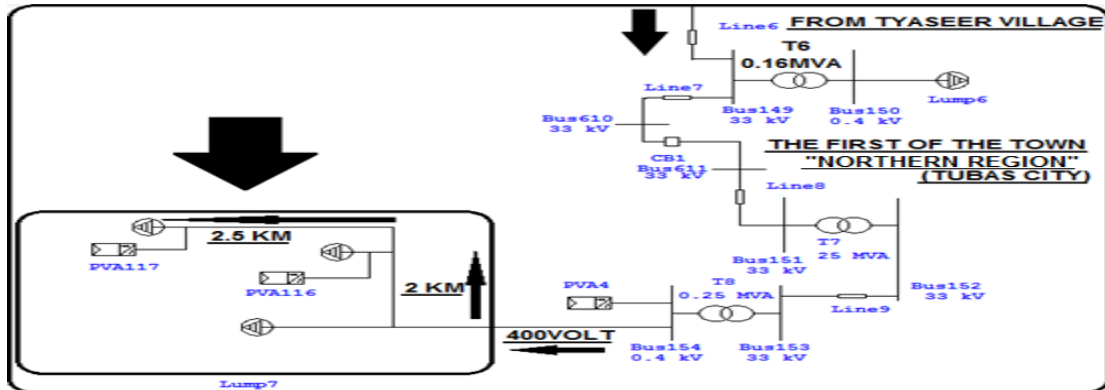 Line6
FROM TYASEER VILLAGE
T6
0.16MVA
Line7
Bus149
33 kV
Bus150
0.4 kV
Lump6
Bus610
33 kV
CB1
Bus611
33 kV
THE FIRST OF THE TOWN
"NORTHERN REGION"
(TUBAS CITY)
Line8
Bus151
33 kV
T7
25 MVA
Bus152
33 kV
2.5 KM
PVA117
PVA116
2 KM
PVA4
T8
0.25 MVA
Line9
400VOLT
Bus154
0.4 kV
Bus153
33 kV
Lump7